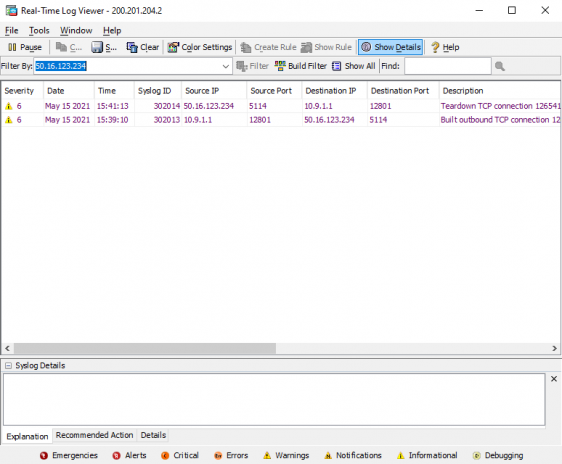 Real-Time Log Viewer - 200.201.204.2
File Tools Window Help
Pause C... S... Clear Color Settings Create Rule Show Rule Show Details Help
Filter By: 50.16.123.234 Filter Build Filter Show All Find:
Severity Date Time Syslog ID Source IP Source Port Destination IP Destination Port Description
6 May 15 2021 15:41:13 302014 50.16.123.234 5114 10.9.1.1 12801 Teardown TCP connection 126541
6 May 15 2021 15:39:10 302013 10.9.1.1 12801 50.16.123.234 5114 Built outbound TCP connection 12
Syslog Details
Explanation Recommended Action Details
Emergencies Alerts Critical Errors Warnings Notifications Informational Debugging